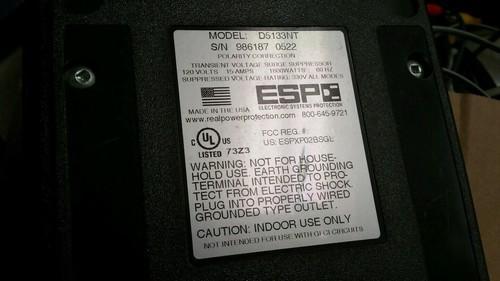 MODEL: D5133NT
S/N 986187 0522
POLARITY CORRECTION
TRANSIENT VOLTAGE SURGE SUPPRESSOR
120 VOLTS 15 AMPS 1800WATTS 60 HZ
SUPPRESSED VOLTAGE RATING: 330V ALL MODES
MADE IN THE USA
ESP
ELECTRONIC SYSTEMS PROTECTION
www.realpowerprotection.com 800-645-9721
C UL US
LISTED 73Z3
FCC REG. #:
US: ESPXP02BSGL
WARNING: NOT FOR HOUSE-
HOLD USE. EARTH GROUNDING
TERMINAL INTENDED TO PRO-
TECT FROM ELECTRIC SHOCK.
PLUG INTO PROPERLY WIRED
GROUNDED TYPE OUTLET.
CAUTION: INDOOR USE ONLY
NOT INTENDED FOR USE WITH GFCI CIRCUITS